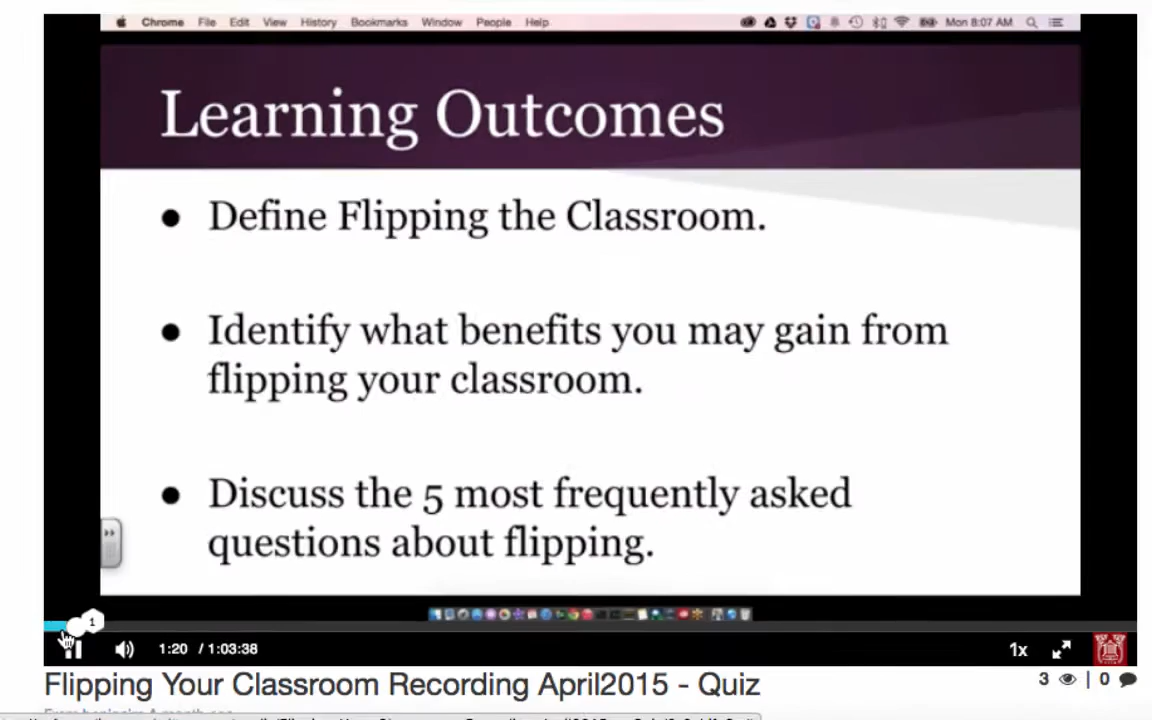 Chrome File Edit View History Bookmarks Window People Help Mon 8:07 AM
Learning Outcomes
● Define Flipping the Classroom.
● Identify what benefits you may gain from
flipping your classroom.
● Discuss the 5 most frequently asked
questions about flipping.
1
1:20 / 1:03:38 1x
Flipping Your Classroom Recording April2015 - Quiz
3 | 0